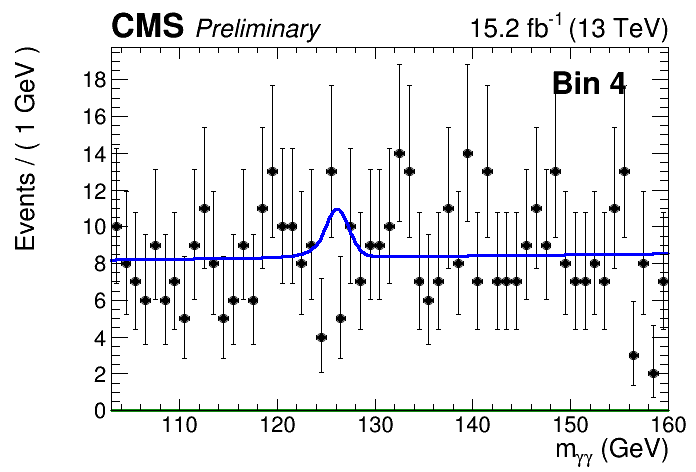 CMS Preliminary 15.2 fb⁻¹ (13 TeV)
Bin 4
Events / ( 1 GeV )
18
16
14
12
10
8
6
4
2
0
110 120 130 140 150 160
mγγ (GeV)